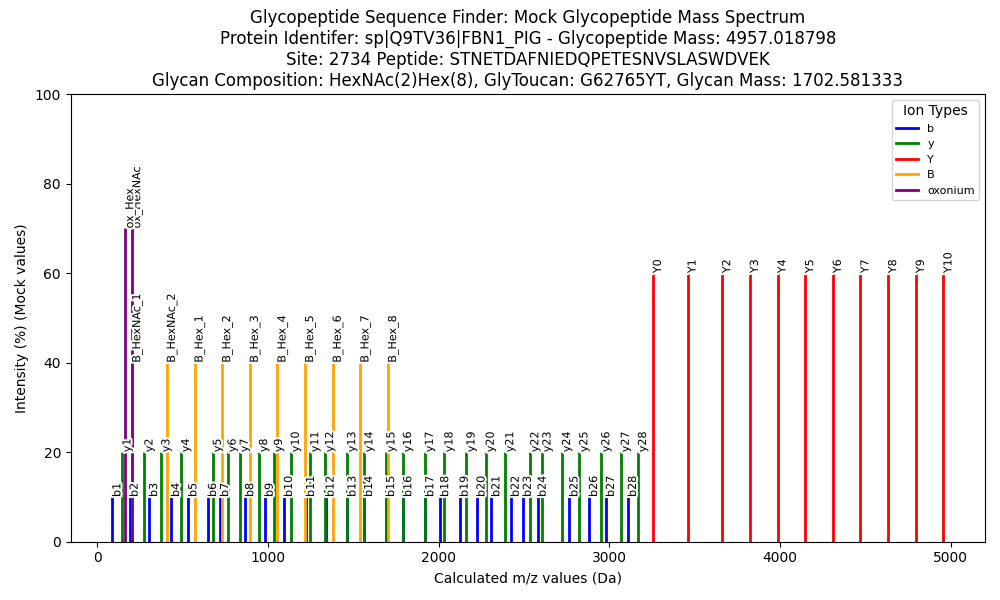 Glycopeptide Sequence Finder: Mock Glycopeptide Mass Spectrum
Protein Identifer: sp|Q9TV36|FBN1_PIG - Glycopeptide Mass: 4957.018798
Site: 2734 Peptide: STNETDAFNIEDQPETESNVSLASWDVEK
Glycan Composition: HexNAc(2)Hex(8), GlyToucan: G62765YT, Glycan Mass: 1702.581333
Intensity (%) (Mock values)
100
80
60
40
20
0
Ion Types
b
y
Y
B
oxonium
ox_Hex
ox_HexNAc
Y0
Y1
Y2
Y3
Y4
Y5
Y6
Y7
Y8
Y9
Y10
B_HexNAc_1
B_HexNAc_2
B_Hex_1
B_Hex_2
B_Hex_3
B_Hex_4
B_Hex_5
B_Hex_6
B_Hex_7
B_Hex_8
y1
y2
y3
y4
y5
y6
y7
y8
y9
y10
y11
y12
y13
y14
y15
y16
y17
y18
y19
y20
y21
y22
y23
y24
y25
y26
y27
y28
b1
b2
b3
b4
b5
b6
b7
b8
b9
b10
b11
b12
b13
b14
b15
b16
b17
b18
b19
b20
b21
b22
b23
b24
b25
b26
b27
b28
0
1000
2000
3000
4000
5000
Calculated m/z values (Da)